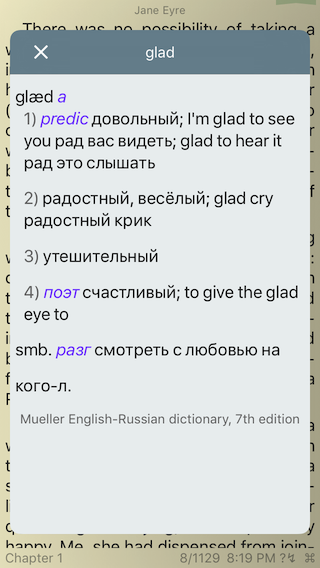 Jane Eyre
There was no possibility of taking a
glad
glæd a
1) predic довольный; I'm glad to see
you рад вас видеть; glad to hear it
рад это слышать
2) радостный, весёлый; glad cry
радостный крик
3) утешительный
4) поэт счастливый; to give the glad
eye to
smb. разг смотреть с любовью на
кого-л.
Mueller English-Russian dictionary, 7th edition
happy. Me, she had dispensed from join-
Chapter 1 8/1129 8:19 PM ?↯ ⌘